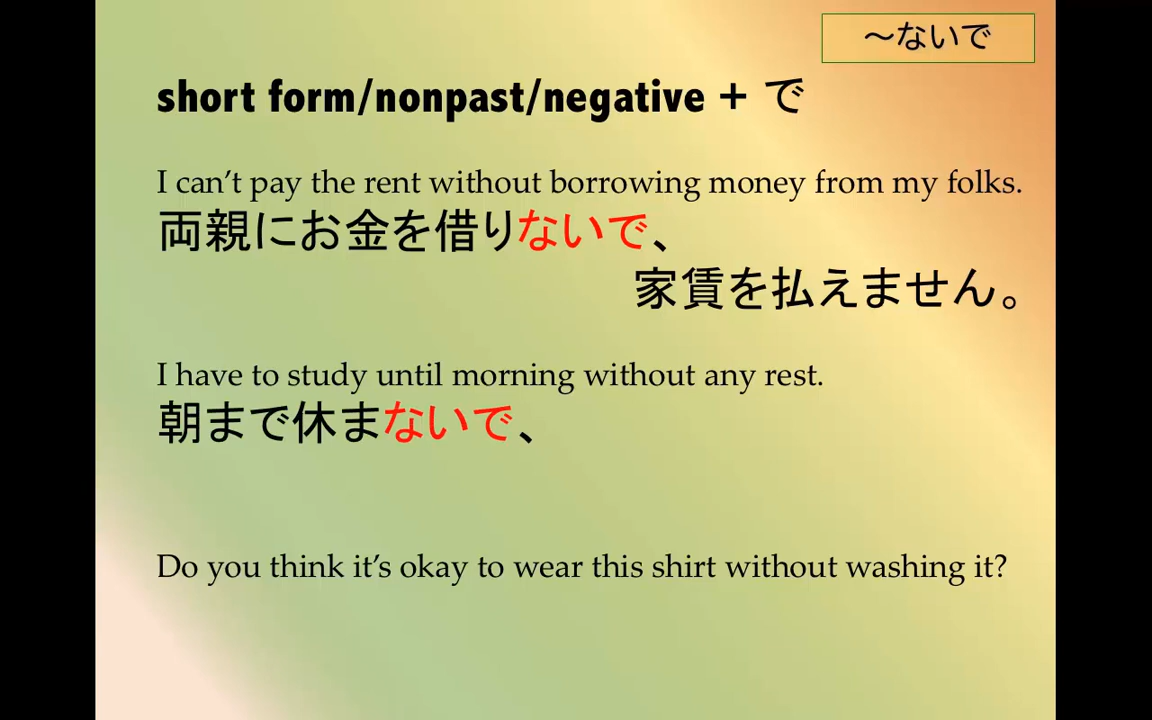 ～ないで
short form/nonpast/negative + で
I can’t pay the rent without borrowing money from my folks.
両親にお金を借りないで、
家賃を払えません。
I have to study until morning without any rest.
朝まで休まないで、
Do you think it’s okay to wear this shirt without washing it?